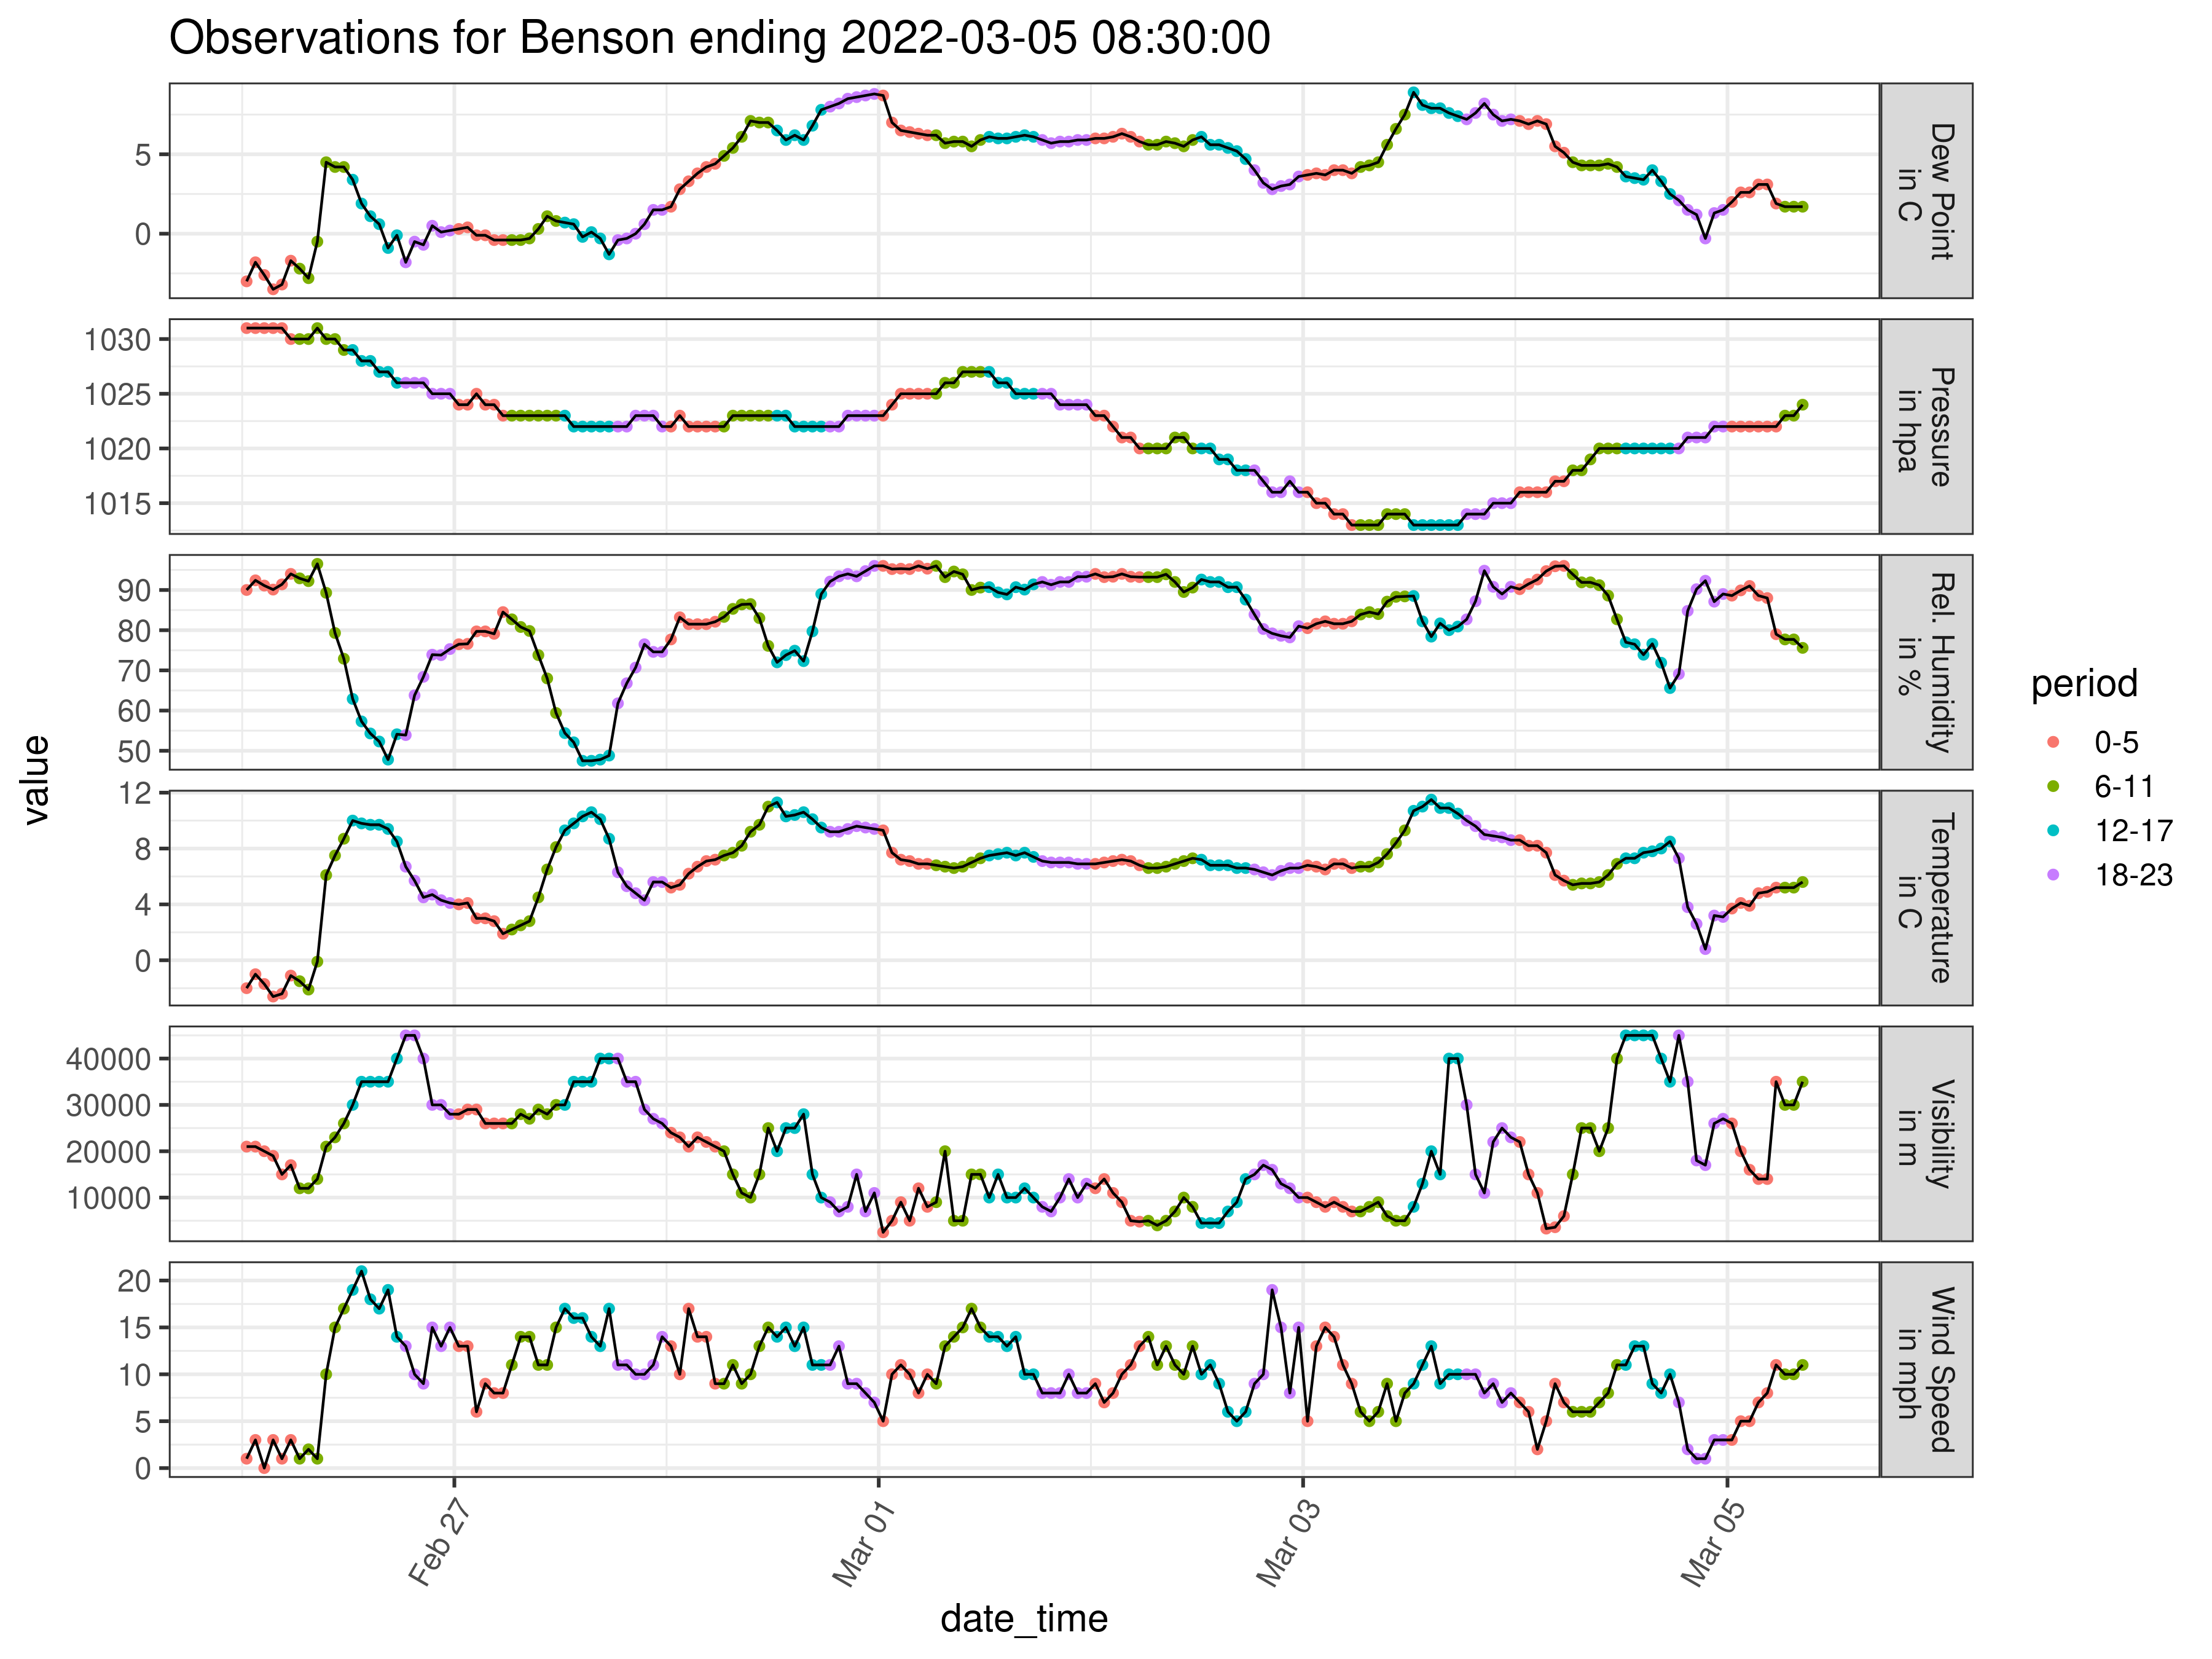 Observations for Benson ending 2022-03-05 08:30:00
value
5
0
Dew Point
in C
1030
1025
1020
1015
Pressure
in hpa
90
80
70
60
50
Rel. Humidity
in %
12
8
4
0
Temperature
in C
40000
30000
20000
10000
Visibility
in m
20
15
10
5
0
Wind Speed
in mph
Feb 27
Mar 01
Mar 03
Mar 05
date_time
period
0-5
6-11
12-17
18-23